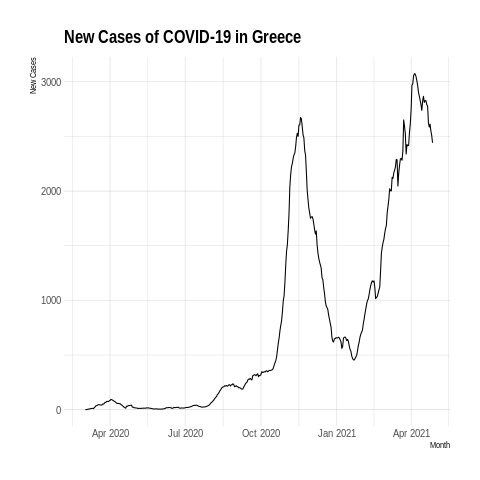 New Cases of COVID-19 in Greece
New Cases
3000
2000
1000
0
Apr 2020 Jul 2020 Oct 2020 Jan 2021 Apr 2021
Month